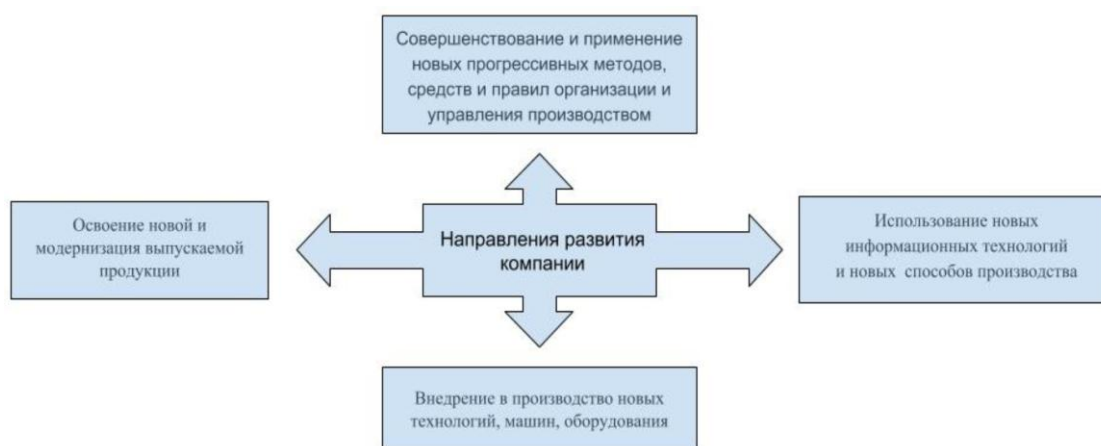 Совершенствование и применение
новых прогрессивных методов,
средств и правил организации и
управления производством
Освоение новой и
модернизация выпускаемой
продукции
Направления развития
компании
Использование новых
информационных технологий
и новых способов производства
Внедрение в производство новых
технологий, машин, оборудования